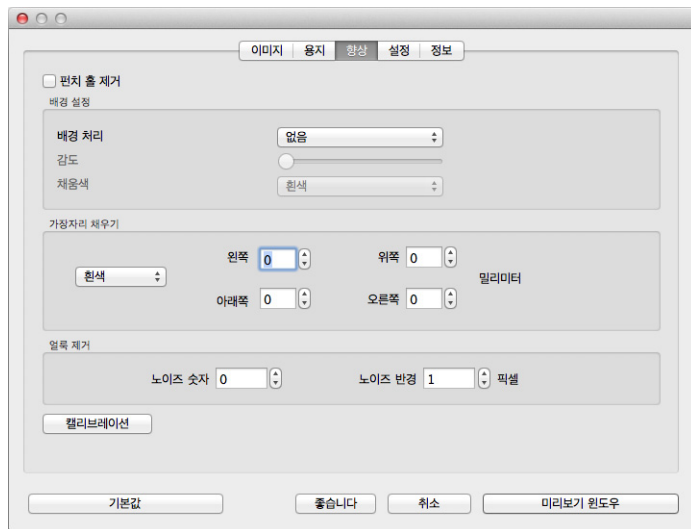 이미지 용지 향상 설정 정보
펀치 홀 제거
배경 설정
배경 처리 없음
감도
채움색 흰색
가장자리 채우기
왼쪽 0 위쪽 0
흰색 밀리미터
아래쪽 0 오른쪽 0
얼룩 제거
노이즈 숫자 0 노이즈 반경 1 픽셀
캘리브레이션
기본값 좋습니다 취소 미리보기 윈도우